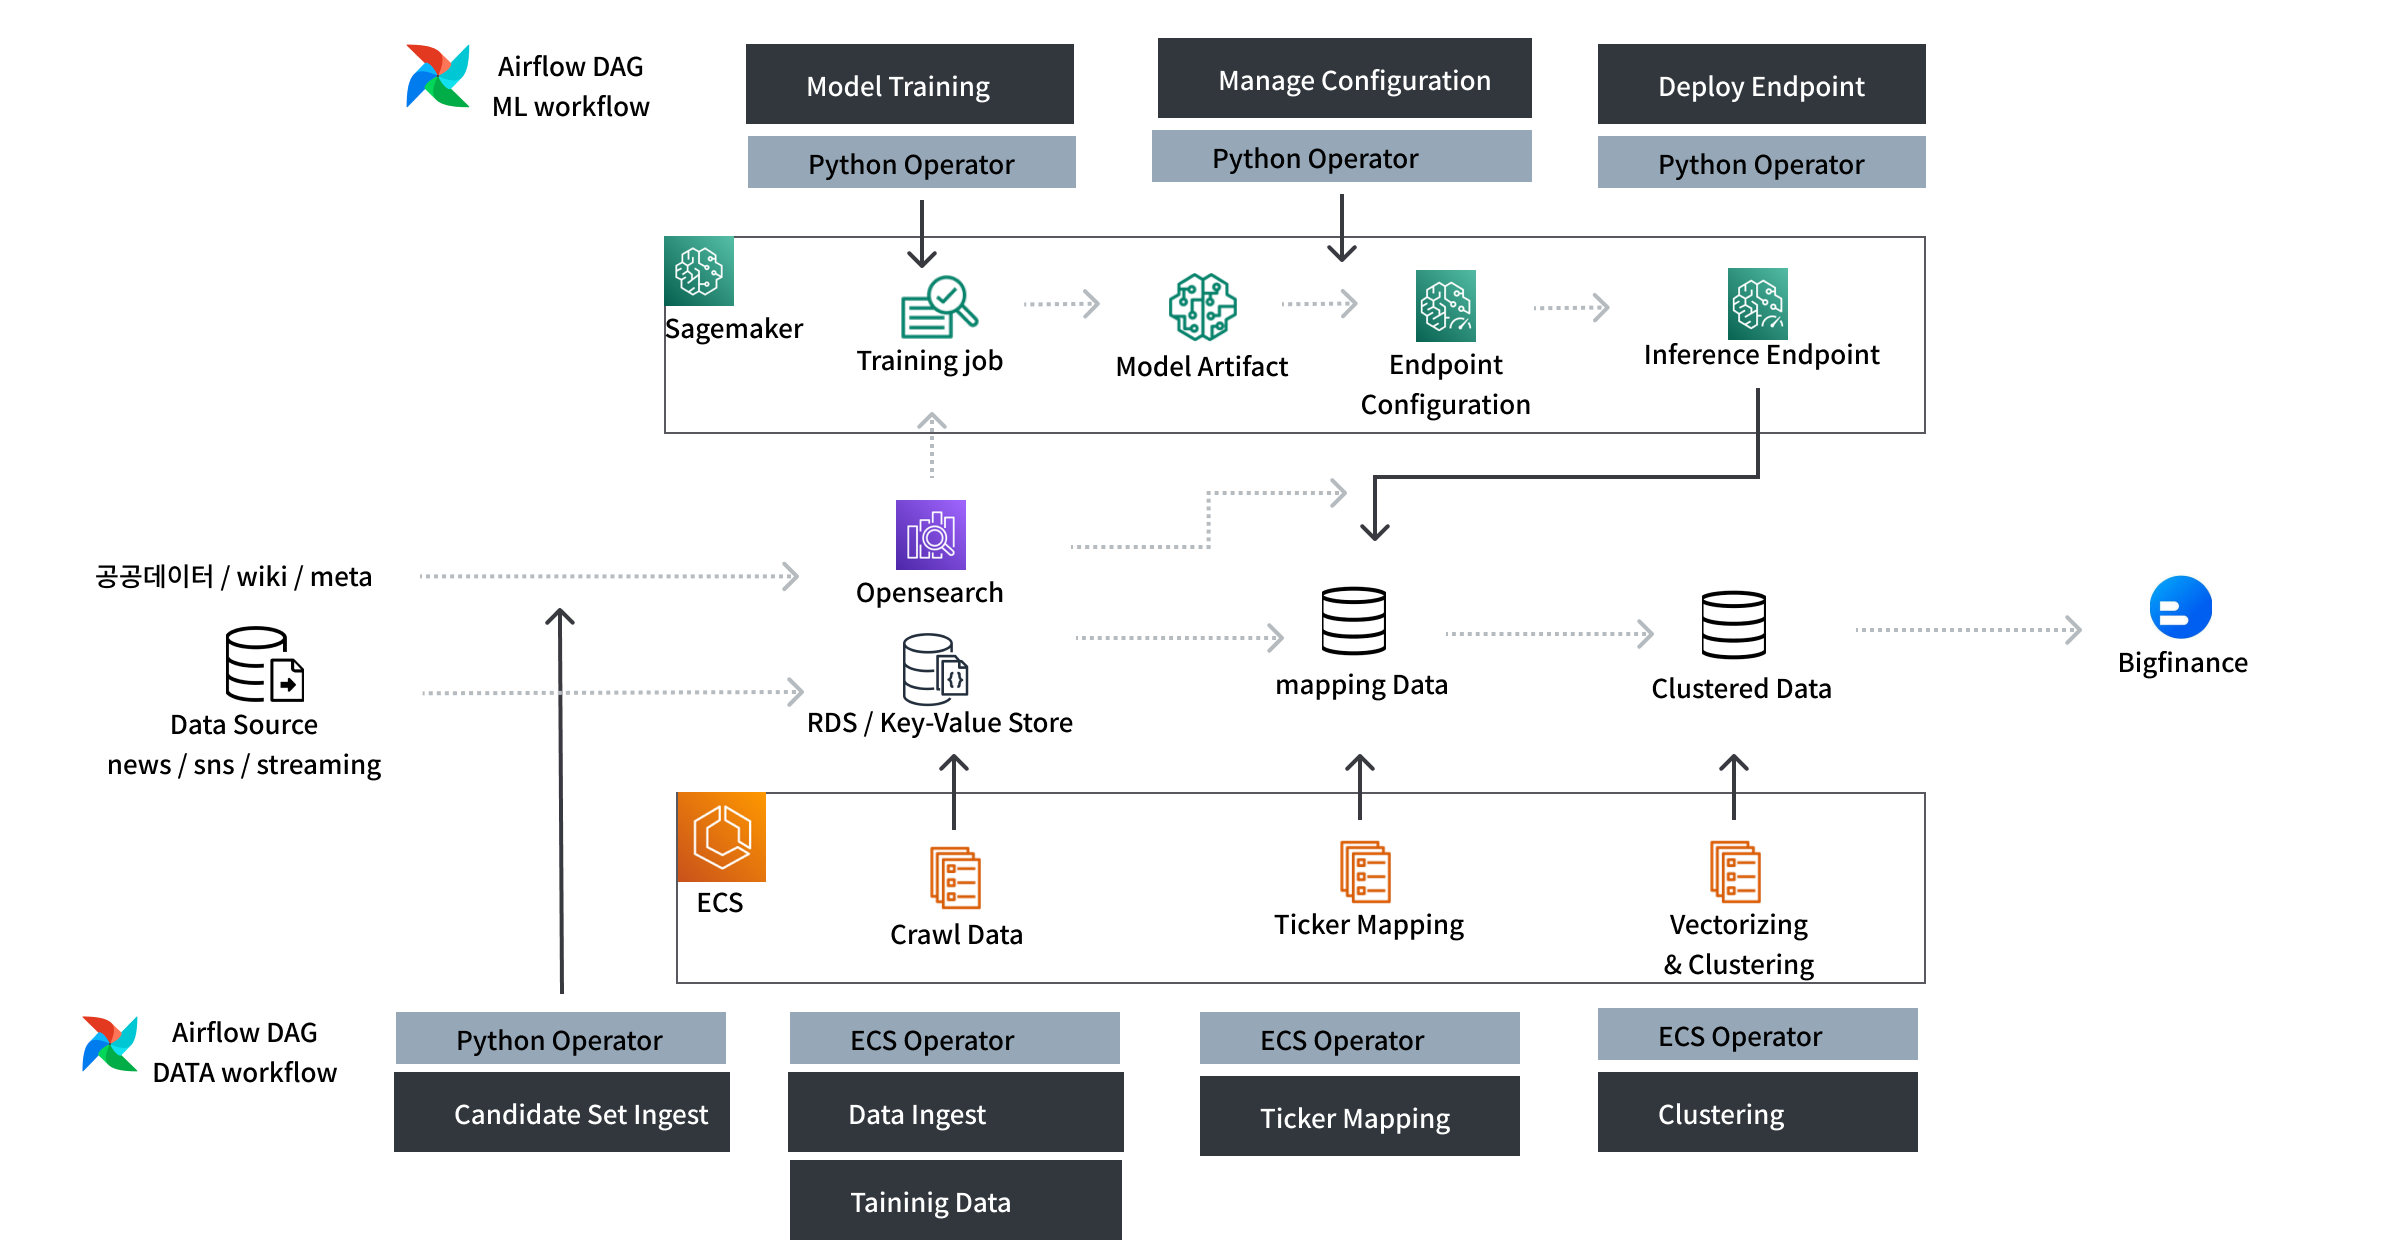 Airflow DAG
ML workflow
Model Training
Manage Configuration
Deploy Endpoint
Python Operator
Python Operator
Python Operator
Sagemaker
Training job
Model Artifact
Endpoint
Configuration
Inference Endpoint
공공데이터 / wiki / meta
Opensearch
Data Source
news / sns / streaming
RDS / Key-Value Store
mapping Data
Clustered Data
Bigfinance
ECS
Crawl Data
Ticker Mapping
Vectorizing
& Clustering
Airflow DAG
DATA workflow
Python Operator
ECS Operator
ECS Operator
ECS Operator
Candidate Set Ingest
Data Ingest
Ticker Mapping
Clustering
Taininig Data